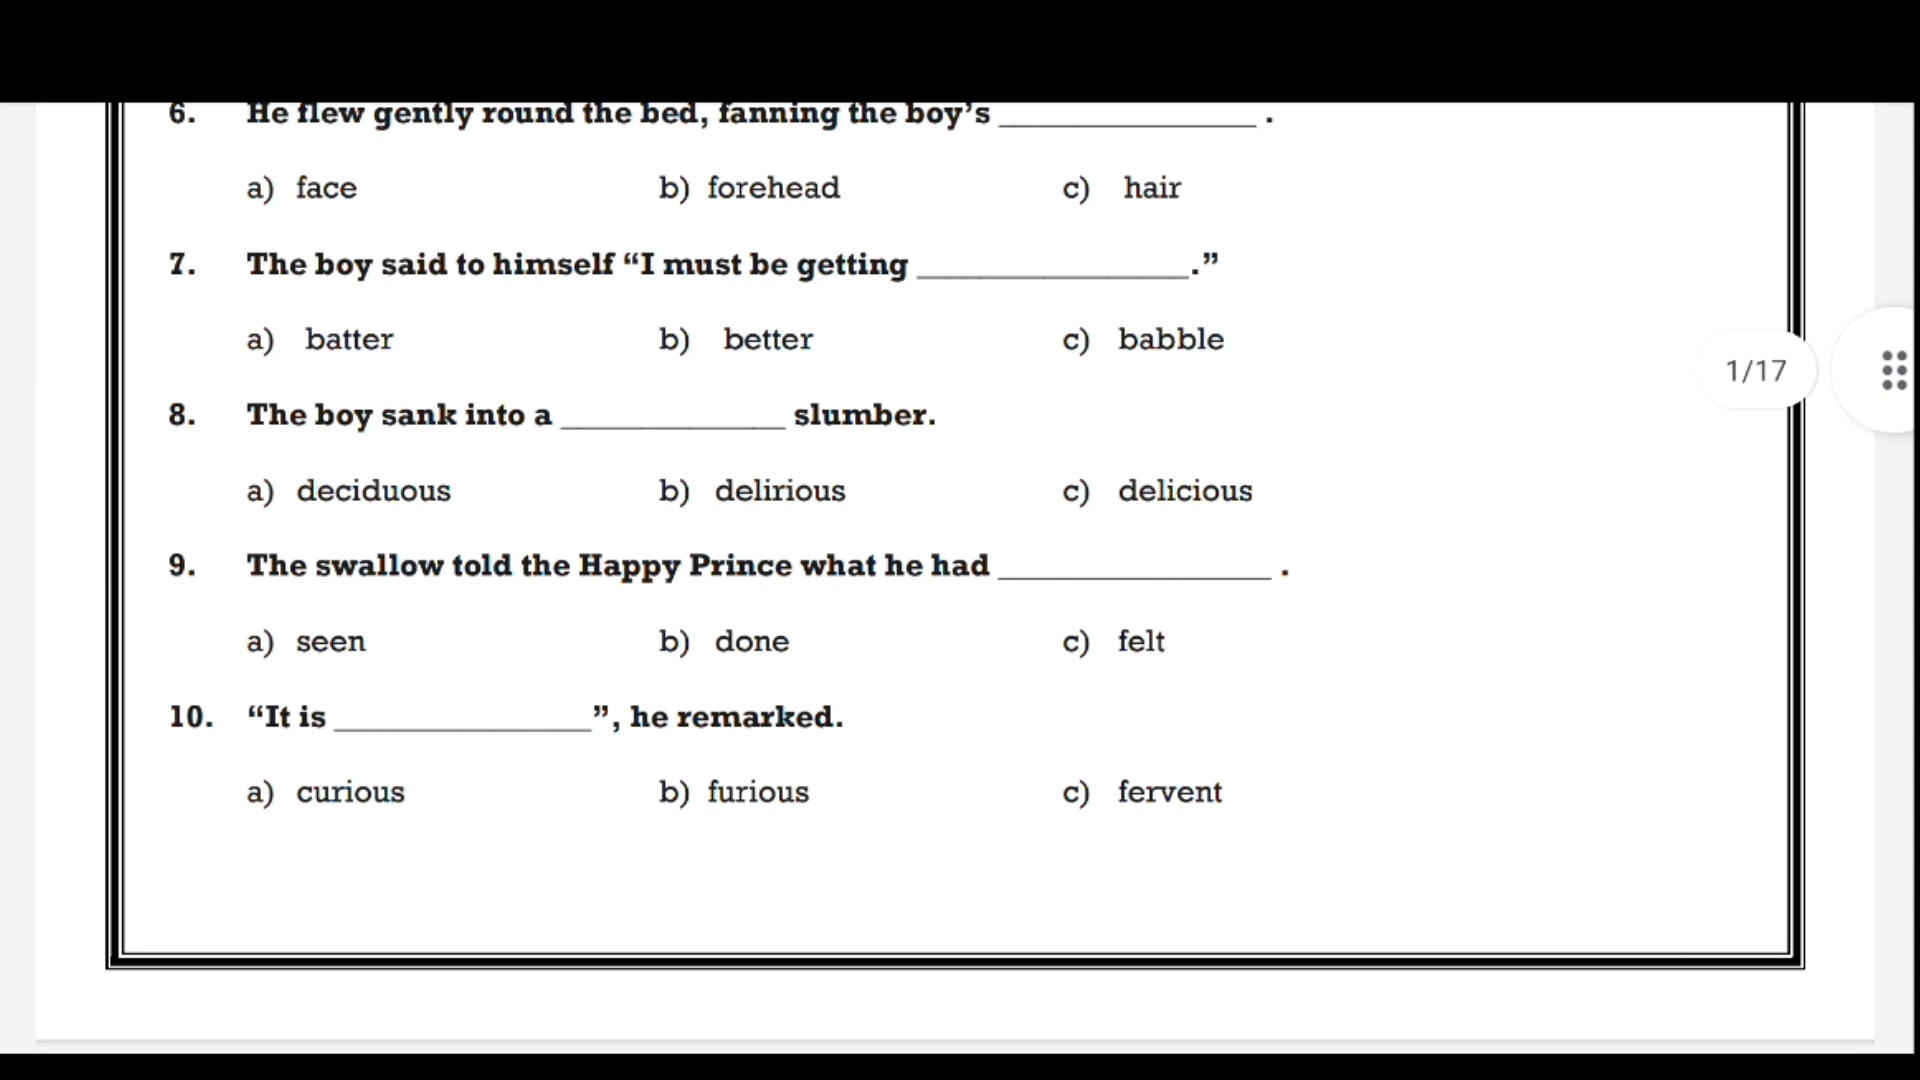 6. He flew gently round the bed, fanning the boy’s ________________ .
a) face b) forehead c) hair
7. The boy said to himself “I must be getting _________________.”
a) batter b) better c) babble
8. The boy sank into a ______________ slumber.
a) deciduous b) delirious c) delicious
9. The swallow told the Happy Prince what he had _________________ .
a) seen b) done c) felt
10. “It is ________________”, he remarked.
a) curious b) furious c) fervent
1/17